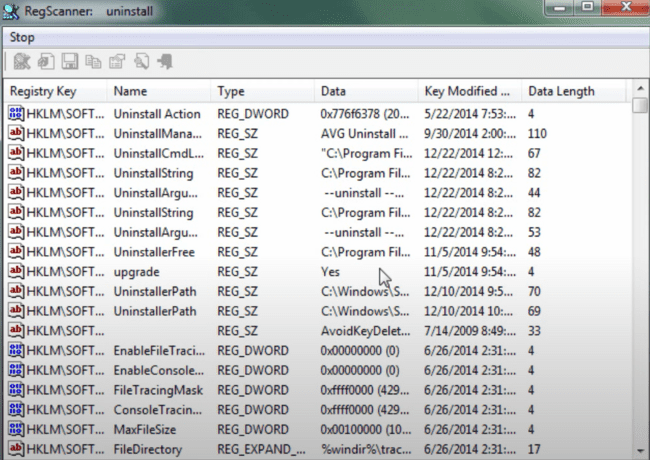 RegScanner: uninstall
Stop
Registry Key Name Type Data Key Modified ... Data Length
HKLM\SOFT... Uninstall Action REG_DWORD 0x776f6378 (20... 5/22/2014 7:53:... 4
HKLM\SOFT... UninstallMana... REG_SZ AVG Uninstall ... 9/30/2014 2:00:... 110
HKLM\SOFT... UninstallCmdL... REG_SZ "C:\Program Fi... 12/22/2014 12:... 67
HKLM\SOFT... UninstallString REG_SZ C:\Program Fil... 12/22/2014 8:2... 82
HKLM\SOFT... UninstallArgu... REG_SZ --uninstall --... 12/22/2014 8:2... 44
HKLM\SOFT... UninstallString REG_SZ C:\Program Fil... 12/22/2014 8:2... 82
HKLM\SOFT... UninstallArgu... REG_SZ --uninstall --... 12/22/2014 8:2... 53
HKLM\SOFT... UninstallerFree REG_SZ C:\Program Fil... 11/5/2014 9:54:... 48
HKLM\SOFT... upgrade REG_SZ Yes 11/5/2014 9:54:... 4
HKLM\SOFT... UninstallerPath REG_SZ C:\Windows\S... 12/10/2014 9:5... 70
HKLM\SOFT... UninstallerPath REG_SZ C:\Windows\S... 12/10/2014 10:... 69
HKLM\SOFT... REG_SZ AvoidKeyDelet... 7/14/2009 8:49:... 33
HKLM\SOFT... EnableFileTraci... REG_DWORD 0x00000000 (0) 6/26/2014 2:31:... 4
HKLM\SOFT... EnableConsole... REG_DWORD 0x00000000 (0) 6/26/2014 2:31:... 4
HKLM\SOFT... FileTracingMask REG_DWORD 0xffff0000 (429... 6/26/2014 2:31:... 4
HKLM\SOFT... ConsoleTracin... REG_DWORD 0xffff0000 (429... 6/26/2014 2:31:... 4
HKLM\SOFT... MaxFileSize REG_DWORD 0x00100000 (10... 6/26/2014 2:31:... 4
HKLM\SOFT... FileDirectory REG_EXPAND_... %windir%\trac... 6/26/2014 2:31:... 17